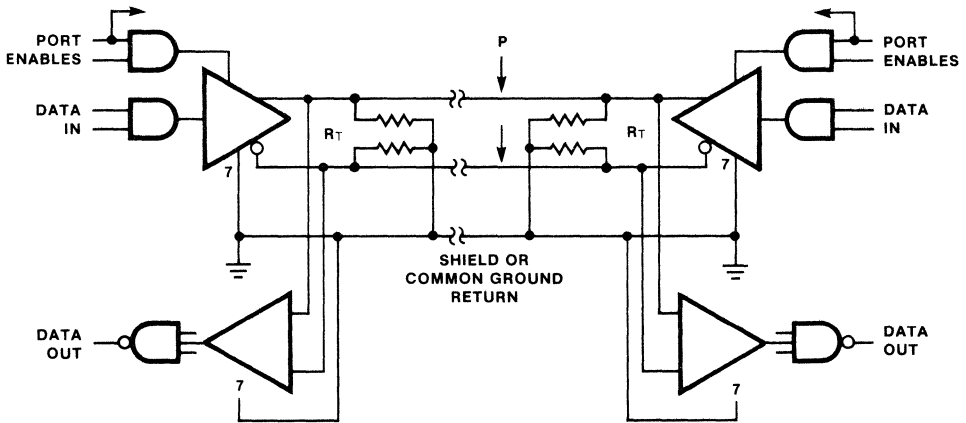 PORT
ENABLES
P
PORT
ENABLES
DATA
IN
RT
RT
DATA
IN
7
7
SHIELD OR
COMMON GROUND
RETURN
DATA
OUT
DATA
OUT
7
7